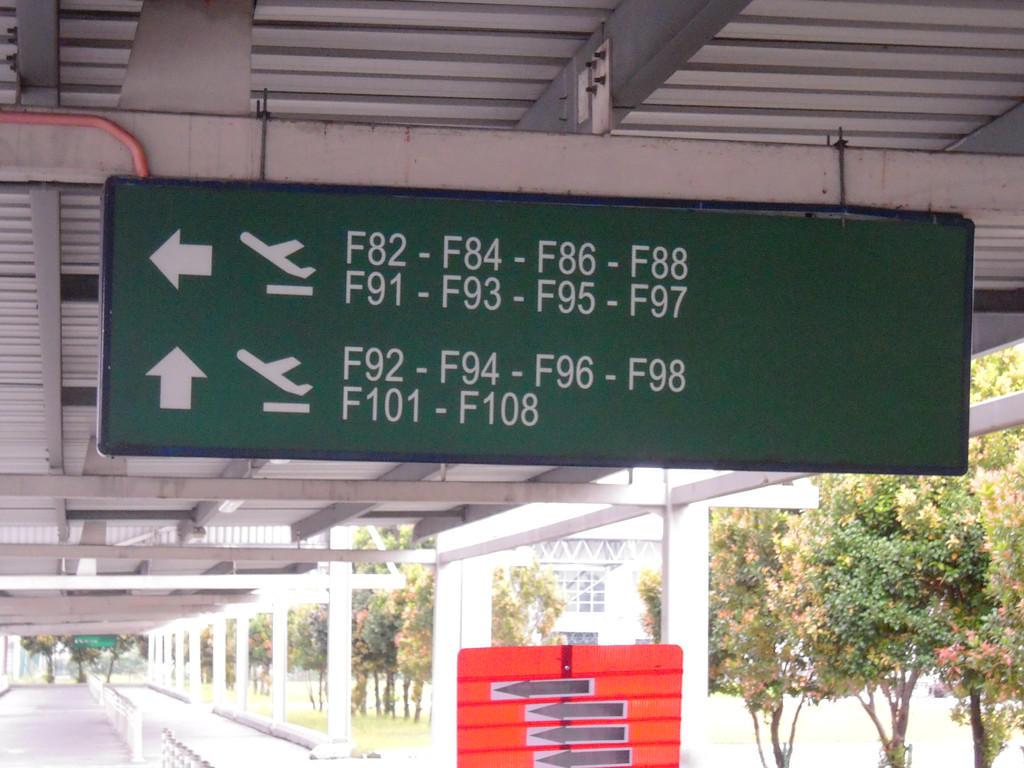 F82 - F84 - F86 - F88
F91 - F93 - F95 - F97
F92 - F94 - F96 - F98
F101 - F108